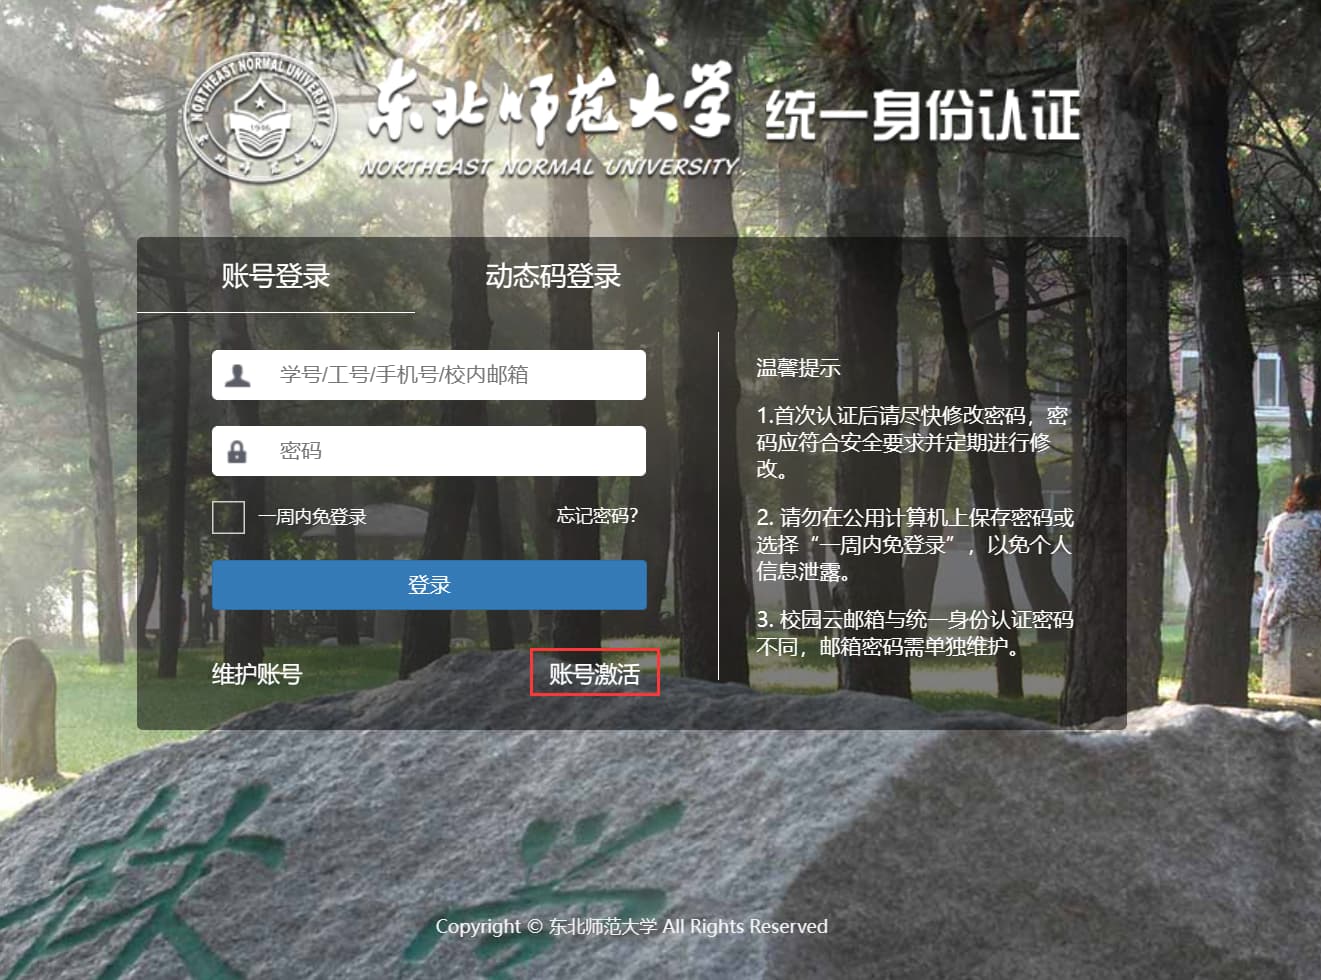 NORTHEAST NORMAL UNIVERSITY
1946
东北师范大学
东北师范大学 统一身份认证
NORTHEAST NORMAL UNIVERSITY
账号登录 动态码登录
学号/工号/手机号/校内邮箱
密码
一周内免登录 忘记密码?
登录
维护账号 账号激活
温馨提示
1.首次认证后请尽快修改密码，密
码应符合安全要求并定期进行修
改。
2. 请勿在公用计算机上保存密码或
选择“一周内免登录”，以免个人
信息泄露。
3. 校园云邮箱与统一身份认证密码
不同，邮箱密码需单独维护。
Copyright © 东北师范大学 All Rights Reserved